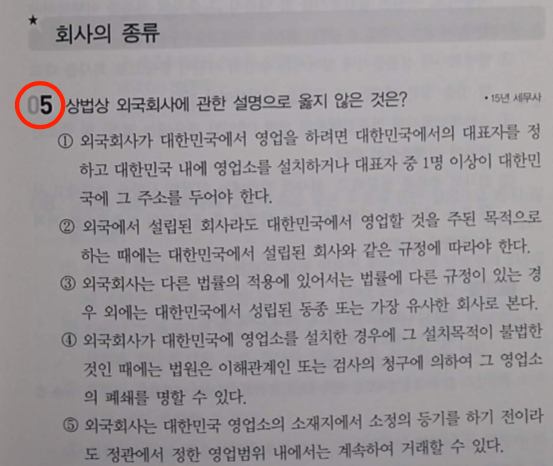 ★
회사의 종류
05 상법상 외국회사에 관한 설명으로 옳지 않은 것은? • 15년 세무사
① 외국회사가 대한민국에서 영업을 하려면 대한민국에서의 대표자를 정
하고 대한민국 내에 영업소를 설치하거나 대표자 중 1명 이상이 대한민
국에 그 주소를 두어야 한다.
② 외국에서 설립된 회사라도 대한민국에서 영업할 것을 주된 목적으로
하는 때에는 대한민국에서 설립된 회사와 같은 규정에 따라야 한다.
③ 외국회사는 다른 법률의 적용에 있어서는 법률에 다른 규정이 있는 경
우 외에는 대한민국에서 성립된 동종 또는 가장 유사한 회사로 본다.
④ 외국회사가 대한민국에 영업소를 설치한 경우에 그 설치목적이 불법한
것인 때에는 법원은 이해관계인 또는 검사의 청구에 의하여 그 영업소
의 폐쇄를 명할 수 있다.
⑤ 외국회사는 대한민국 영업소의 소재지에서 소정의 등기를 하기 전이라
도 정관에서 정한 영업범위 내에서는 계속하여 거래할 수 있다.